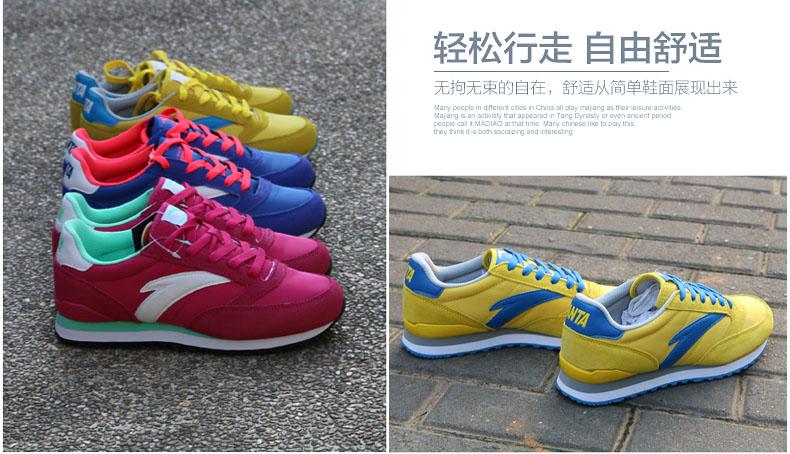 轻松行走 自由舒适
无拘无束的自在，舒适从简单鞋面展现出来
Many people in different cities in China all play majiang as their leisure activities.
Majiang is an activitity that appeared in Tang Dynasty or even ancient period
people call it MADIAO at that time. Many chinese like to play this.
they think it is both socializing and interesting
NTA